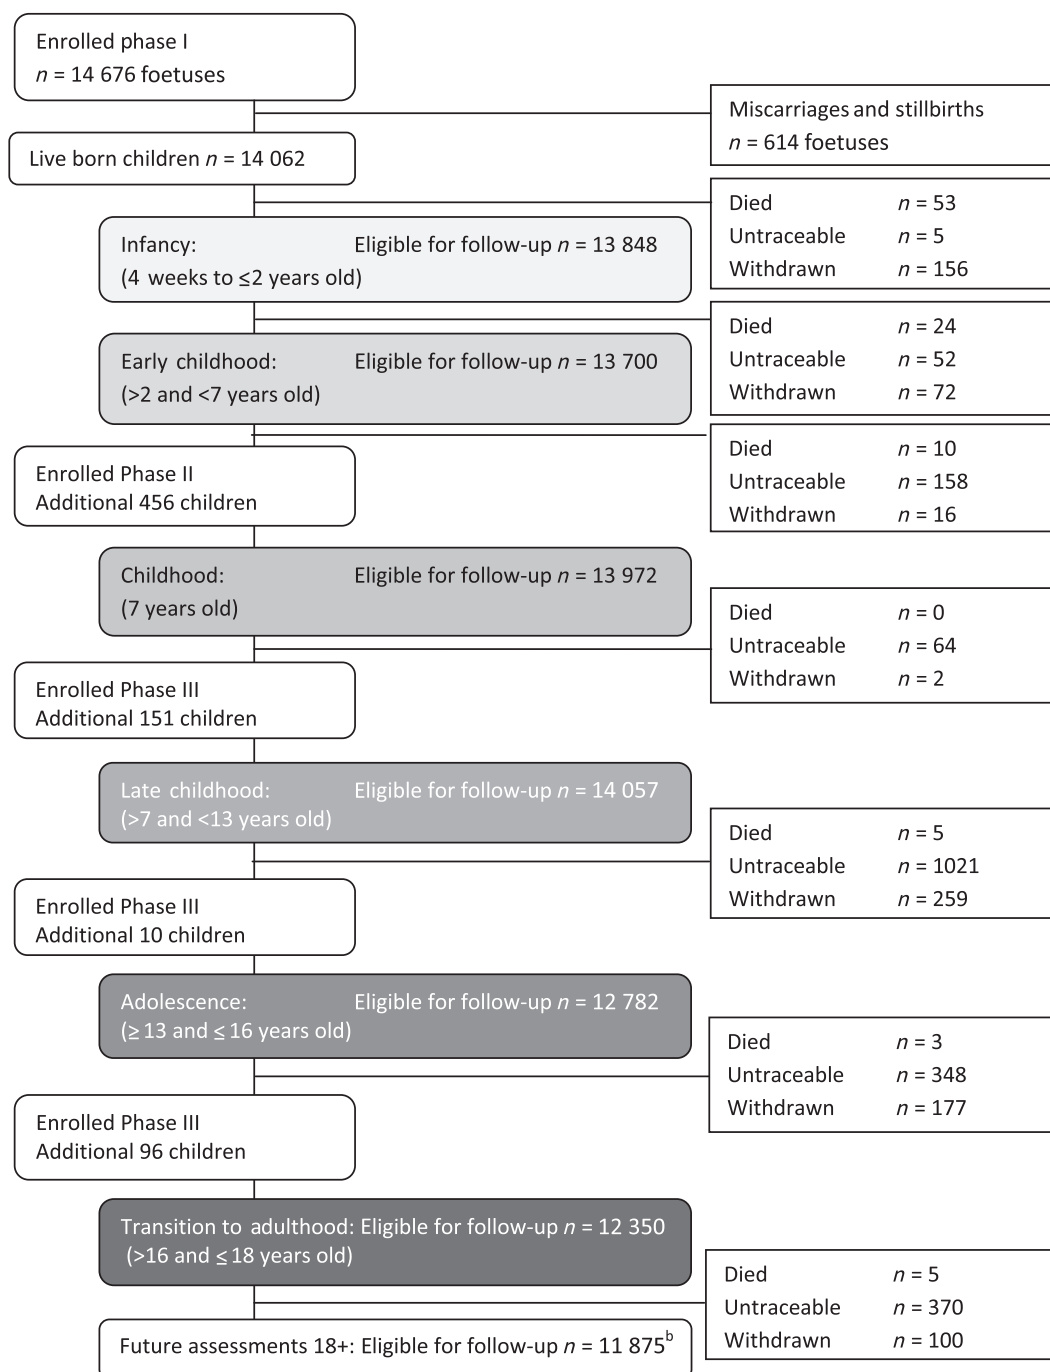 Enrolled phase I
n = 14 676 foetuses
Miscarriages and stillbirths
n = 614 foetuses
Live born children n = 14 062
Died n = 53
Untraceable n = 5
Withdrawn n = 156
Infancy: Eligible for follow-up n = 13 848
(4 weeks to ≤2 years old)
Died n = 24
Untraceable n = 52
Withdrawn n = 72
Early childhood: Eligible for follow-up n = 13 700
(>2 and <7 years old)
Died n = 10
Untraceable n = 158
Withdrawn n = 16
Enrolled Phase II
Additional 456 children
Childhood: Eligible for follow-up n = 13 972
(7 years old)
Died n = 0
Untraceable n = 64
Withdrawn n = 2
Enrolled Phase III
Additional 151 children
Late childhood: Eligible for follow-up n = 14 057
(>7 and <13 years old)
Died n = 5
Untraceable n = 1021
Withdrawn n = 259
Enrolled Phase III
Additional 10 children
Adolescence: Eligible for follow-up n = 12 782
(≥ 13 and ≤ 16 years old)
Died n = 3
Untraceable n = 348
Withdrawn n = 177
Enrolled Phase III
Additional 96 children
Transition to adulthood: Eligible for follow-up n = 12 350
(>16 and ≤ 18 years old)
Died n = 5
Untraceable n = 370
Withdrawn n = 100
Future assessments 18+: Eligible for follow-up n = 11 875ᵇ